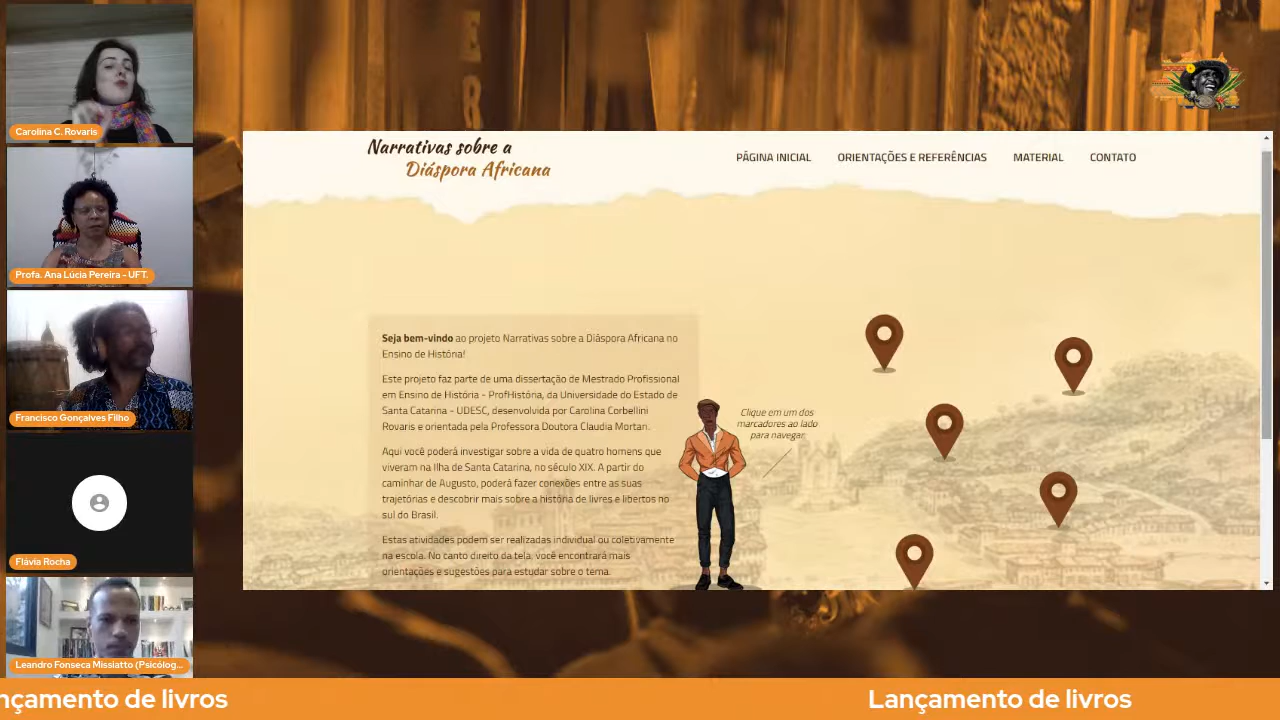 Carolina C. Rovaris
Profa. Ana Lúcia Pereira - UFT.
Francisco Gonçalves Filho
Flávia Rocha
Leandro Fonseca Missiatto (Psicólog...
E
R
Narrativas sobre a
Diáspora Africana
PÁGINA INICIAL
ORIENTAÇÕES E REFERÊNCIAS
MATERIAL
CONTATO
Seja bem-vindo ao projeto Narrativas sobre a Diáspora Africana no
Ensino de História!
Este projeto faz parte de uma dissertação de Mestrado Profissional
em Ensino de História - ProfHistória, da Universidade do Estado de
Santa Catarina - UDESC, desenvolvida por Carolina Corbellini
Rovaris e orientada pela Professora Doutora Claudia Mortari.
Aqui você poderá investigar sobre a vida de quatro homens que
viveram na Ilha de Santa Catarina, no século XIX. A partir do
caminhar de Augusto, poderá fazer conexões entre as suas
trajetórias e descobrir mais sobre a história de livres e libertos no
sul do Brasil.
Estas atividades podem ser realizadas individual ou coletivamente
na escola. No canto direito da tela, você encontrará mais
orientações e sugestões para estudar sobre o tema.
Clique em um dos
marcadores ao lado
para navegar.
nçamento de livros
Lançamento de livros